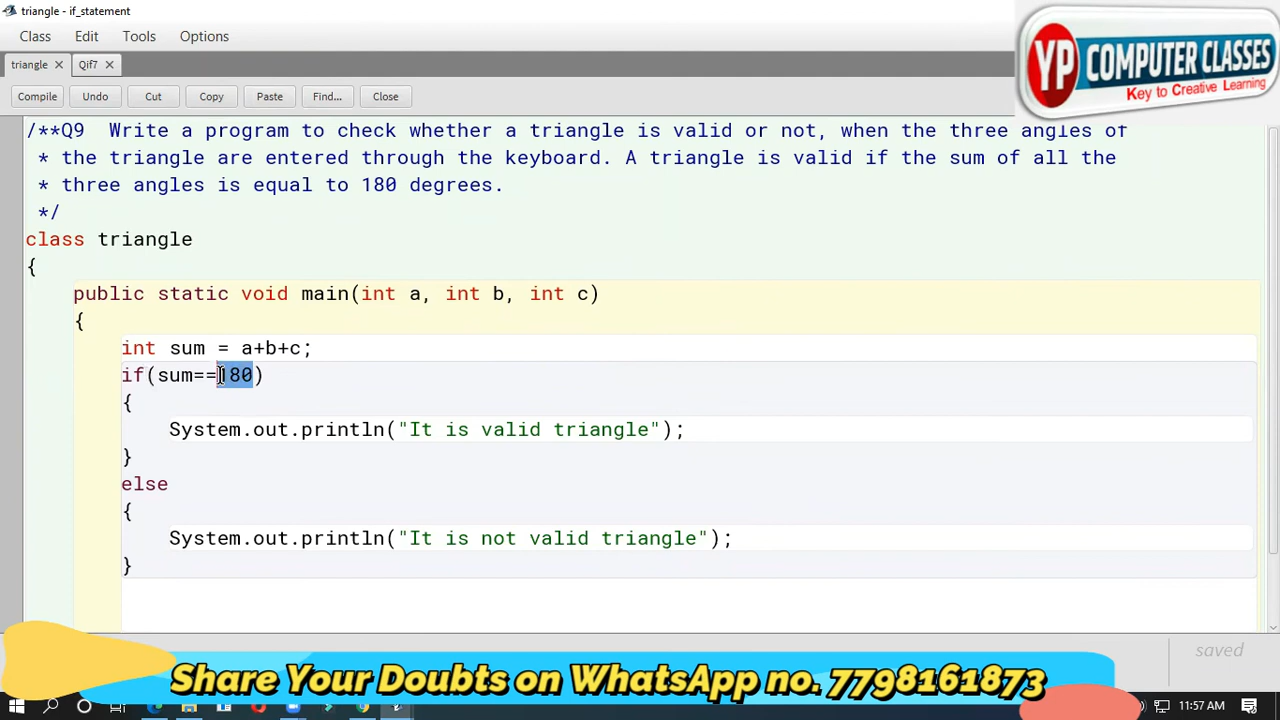 triangle - if_statement
Class Edit Tools Options
triangle × Qif7 ×
Compile Undo Cut Copy Paste Find... Close
YP COMPUTER CLASSES
Key to Creative Learning
/**Q9  Write a program to check whether a triangle is valid or not, when the three angles of
* the triangle are entered through the keyboard. A triangle is valid if the sum of all the
* three angles is equal to 180 degrees.
*/
class triangle
{
public static void main(int a, int b, int c)
{
int sum = a+b+c;
if(sum==180)
{
System.out.println("It is valid triangle");
}
else
{
System.out.println("It is not valid triangle");
}
saved
Share Your Doubts on WhatsApp no. 7798161873
11:57 AM